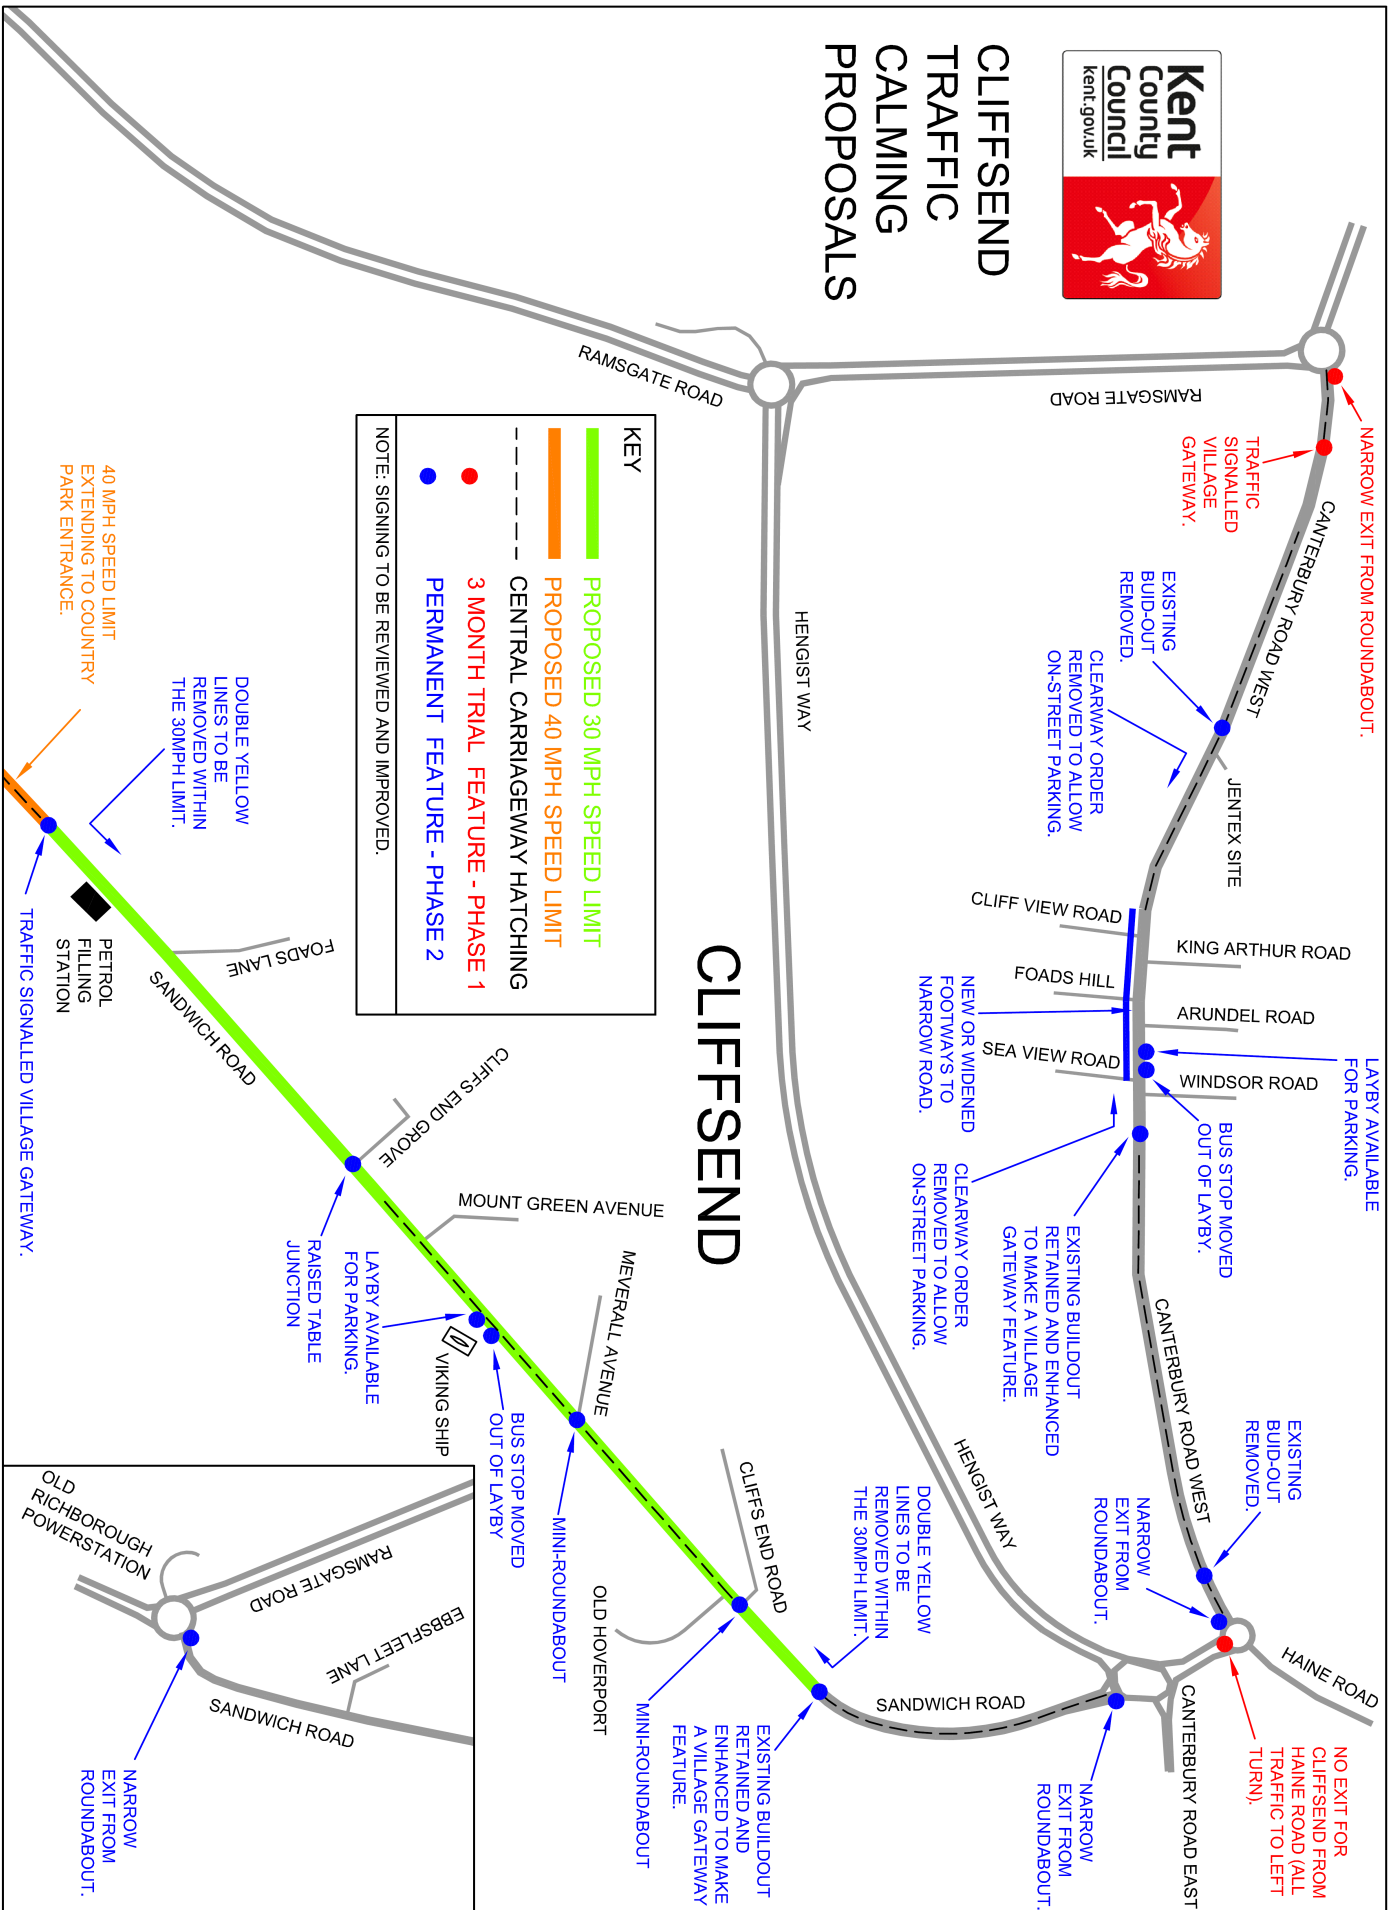 Kent
County
Council
kent.gov.uk
CLIFFSEND
TRAFFIC
CALMING
PROPOSALS
NARROW EXIT FROM ROUNDABOUT.
TRAFFIC
SIGNALLED
VILLAGE
GATEWAY.
RAMSGATE ROAD
RAMSGATE ROAD
CANTERBURY ROAD WEST
EXISTING
BUID-OUT
REMOVED.
CLEARWAY ORDER
REMOVED TO ALLOW
ON-STREET PARKING.
JENTEX SITE
HENGIST WAY
CLIFF VIEW ROAD
KING ARTHUR ROAD
FOADS HILL
ARUNDEL ROAD
SEA VIEW ROAD
WINDSOR ROAD
NEW OR WIDENED
FOOTWAYS TO
NARROW ROAD.
LAYBY AVAILABLE
FOR PARKING.
BUS STOP MOVED
OUT OF LAYBY.
CLEARWAY ORDER
REMOVED TO ALLOW
ON-STREET PARKING.
EXISTING BUILDOUT
RETAINED AND ENHANCED
TO MAKE A VILLAGE
GATEWAY FEATURE.
CANTERBURY ROAD WEST
EXISTING
BUID-OUT
REMOVED.
NARROW
EXIT FROM
ROUNDABOUT.
HENGIST WAY
HAINE ROAD
NO EXIT FOR
CLIFFSEND FROM
HAINE ROAD (ALL
TRAFFIC TO LEFT
TURN).
CANTERBURY ROAD EAST
NARROW
EXIT FROM
ROUNDABOUT.
SANDWICH ROAD
CLIFFSEND
KEY
PROPOSED 30 MPH SPEED LIMIT
PROPOSED 40 MPH SPEED LIMIT
CENTRAL CARRIAGEWAY HATCHING
3 MONTH TRIAL FEATURE - PHASE 1
PERMANENT FEATURE - PHASE 2
NOTE: SIGNING TO BE REVIEWED AND IMPROVED.
40 MPH SPEED LIMIT
EXTENDING TO COUNTRY
PARK ENTRANCE.
DOUBLE YELLOW
LINES TO BE
REMOVED WITHIN
THE 30MPH LIMIT.
TRAFFIC SIGNALLED VILLAGE GATEWAY.
PETROL
FILLING
STATION
FOADS LANE
SANDWICH ROAD
CLIFFS END GROVE
RAISED TABLE
JUNCTION
MOUNT GREEN AVENUE
LAYBY AVAILABLE
FOR PARKING.
VIKING SHIP
BUS STOP MOVED
OUT OF LAYBY
MEVERALL AVENUE
MINI-ROUNDABOUT
CLIFFS END ROAD
OLD HOVERPORT
MINI-ROUNDABOUT
DOUBLE YELLOW
LINES TO BE
REMOVED WITHIN
THE 30MPH LIMIT.
EXISTING BUILDOUT
RETAINED AND
ENHANCED TO MAKE
A VILLAGE GATEWAY
FEATURE.
OLD
RICHBOROUGH
POWERSTATION
RAMSGATE ROAD
EBBSFLEET LANE
SANDWICH ROAD
NARROW
EXIT FROM
ROUNDABOUT.